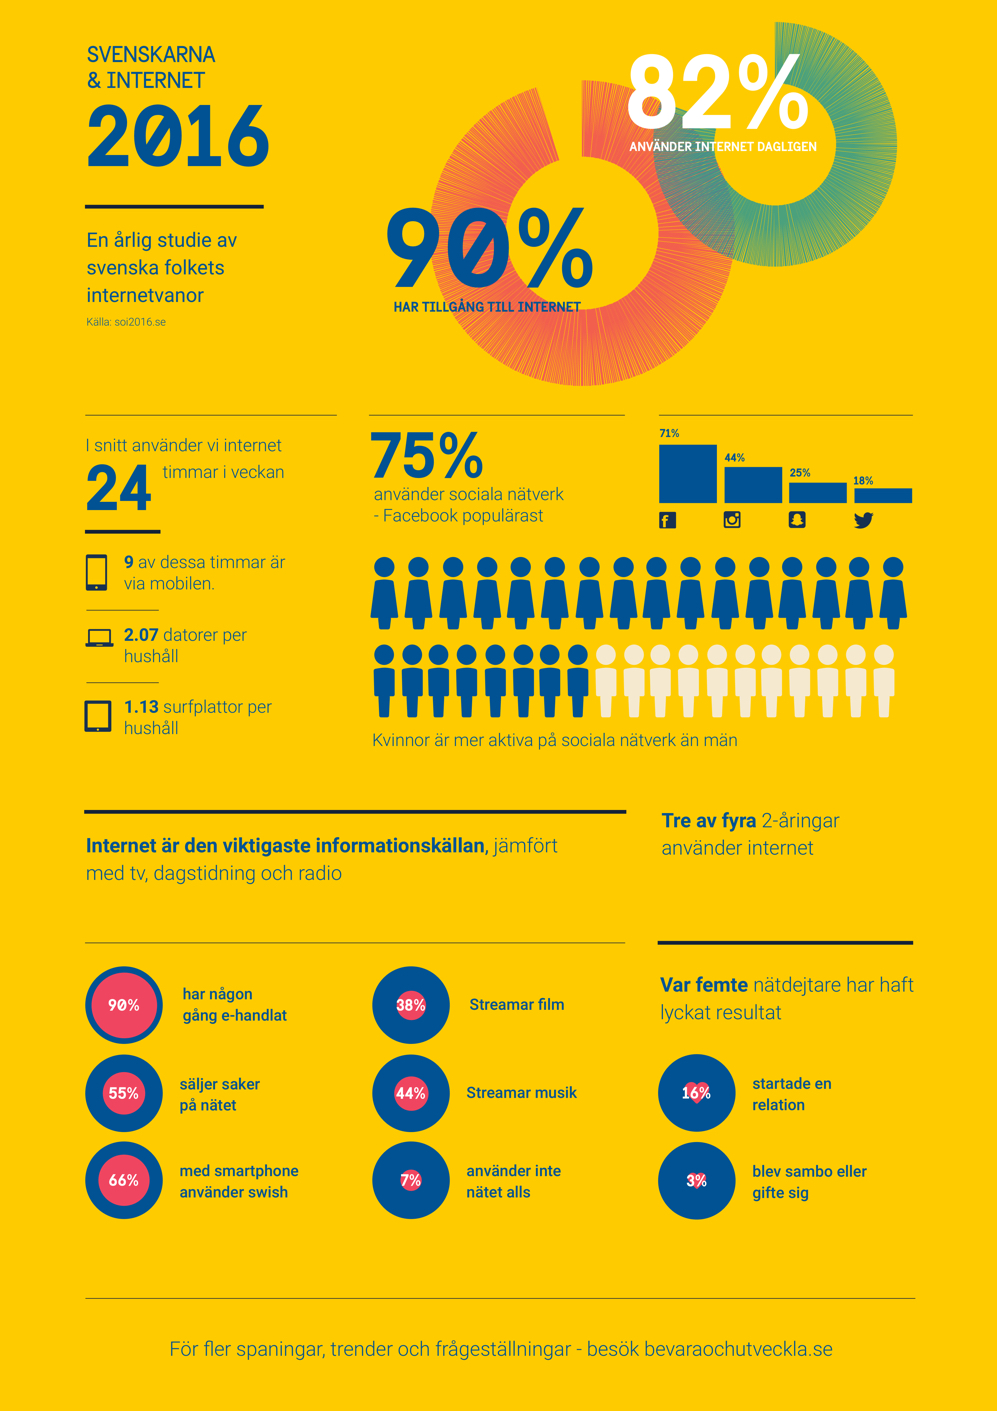 SVENSKARNA
& INTERNET
2016
En årlig studie av
svenska folkets
internetvanor
Källa: soi2016.se
82%
ANVÄNDER INTERNET DAGLIGEN
90%
HAR TILLGÅNG TILL INTERNET
I snitt använder vi internet
24 timmar i veckan
9 av dessa timmar är
via mobilen.
2.07 datorer per
hushåll
1.13 surfplattor per
hushåll
75%
använder sociala nätverk
- Facebook populärast
71%
44%
25%
18%
Kvinnor är mer aktiva på sociala nätverk än män
Internet är den viktigaste informationskällan, jämfört
med tv, dagstidning och radio
Tre av fyra 2-åringar
använder internet
90%
har någon
gång e-handlat
55%
säljer saker
på nätet
66%
med smartphone
använder swish
38%
Streamar film
44%
Streamar musik
7%
använder inte
nätet alls
Var femte nätdejtare har haft
lyckat resultat
16%
startade en
relation
3%
blev sambo eller
gifte sig
För fler spaningar, trender och frågeställningar - besök bevaraochutveckla.se